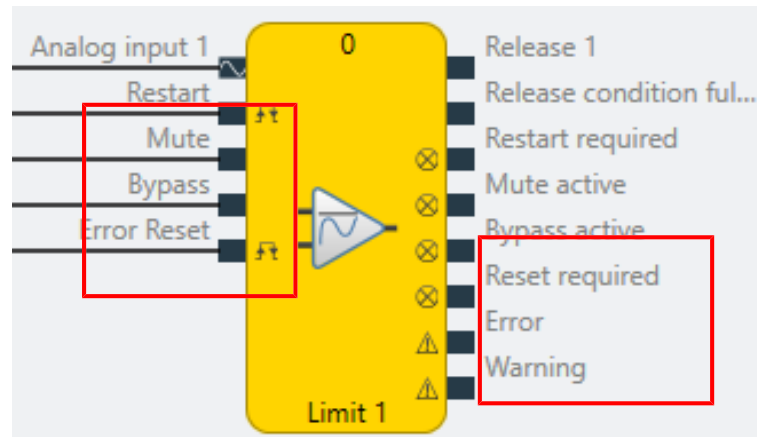 0
Analog input 1
Restart
Mute
Bypass
Error Reset
Release 1
Release condition ful...
Restart required
Mute active
Bypass active
Reset required
Error
Warning
Limit 1